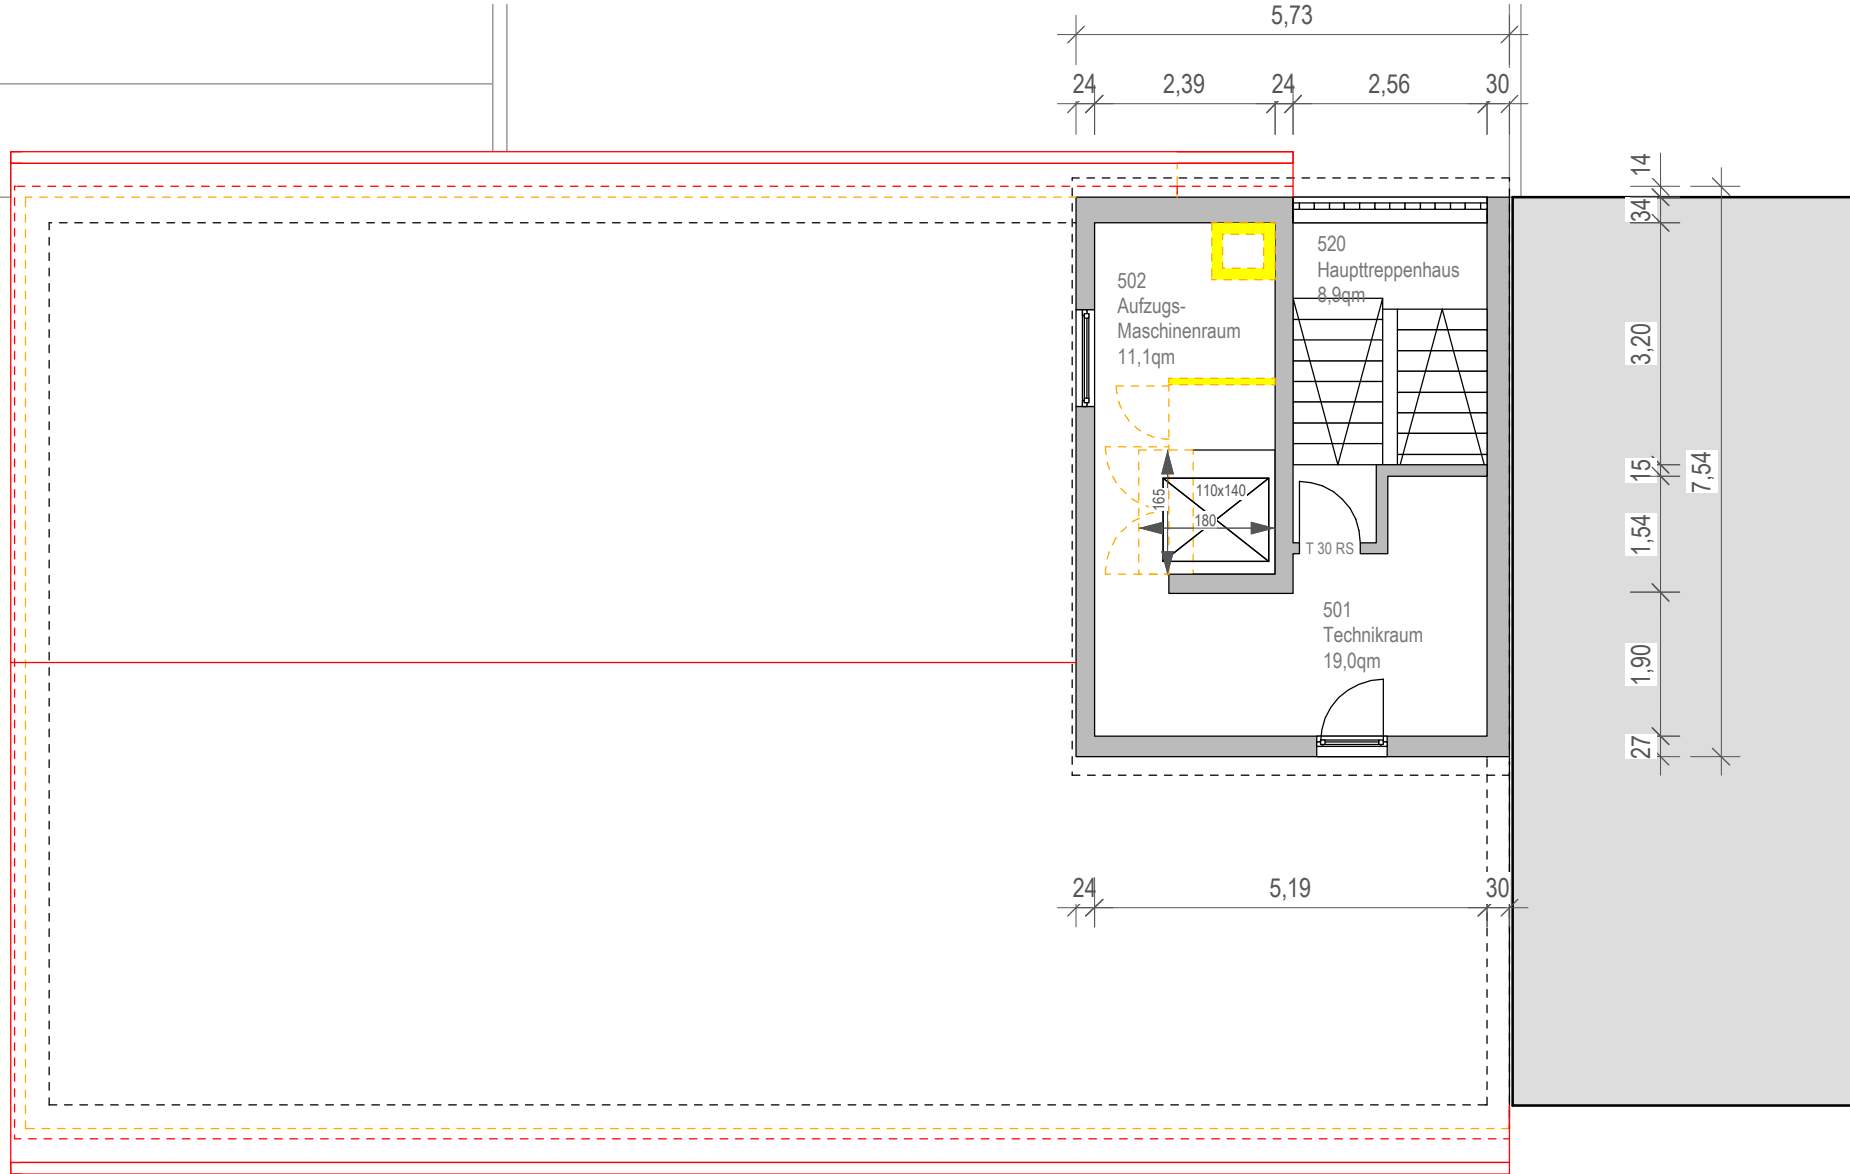 5,73
24
2,39
24
2,56
30
14
34
3,20
15
7,54
1,54
1,90
27
520
Haupttreppenhaus
8,9qm
502
Aufzugs-
Maschinenraum
11,1qm
110x140
165
180
T 30 RS
501
Technikraum
19,0qm
24
5,19
30